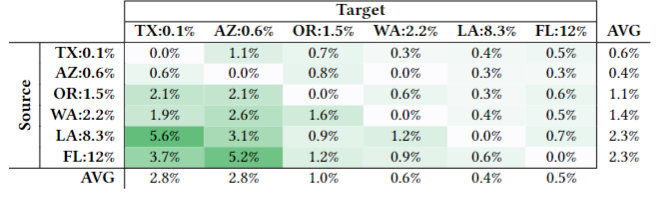 Target
TX:0.1% AZ:0.6% OR:1.5% WA:2.2% LA:8.3% FL:12% AVG
Source
TX:0.1% 0.0% 1.1% 0.7% 0.3% 0.4% 0.5% 0.6%
AZ:0.6% 0.6% 0.0% 0.8% 0.0% 0.3% 0.3% 0.4%
OR:1.5% 2.1% 2.1% 0.0% 0.6% 0.3% 0.6% 1.1%
WA:2.2% 1.9% 2.6% 1.6% 0.0% 0.4% 0.5% 1.4%
LA:8.3% 5.6% 3.1% 0.9% 1.2% 0.0% 0.7% 2.3%
FL:12% 3.7% 5.2% 1.2% 0.9% 0.6% 0.0% 2.3%
AVG 2.8% 2.8% 1.0% 0.6% 0.4% 0.5%